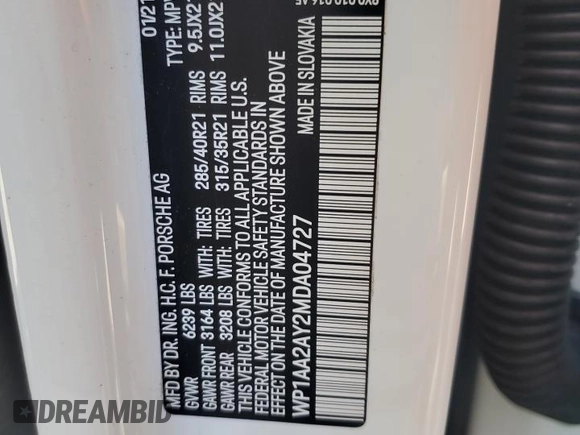 MFD BY DR. ING. H.C. F. PORSCHE AG 01/21
GVWR 6239 LBS
GAWR FRONT 3164 LBS WITH: TIRES 285/40R21 RIMS 9.5JX21
GAWR REAR 3208 LBS WITH: TIRES 315/35R21 RIMS 11.0JX2
THIS VEHICLE CONFORMS TO ALL APPLICABLE U.S.
FEDERAL MOTOR VEHICLE SAFETY STANDARDS IN
EFFECT ON THE DATE OF MANUFACTURE SHOWN ABOVE
WP1AA2AY2MDA04727 TYPE: MP
MADE IN SLOVAKIA
DREAMBID